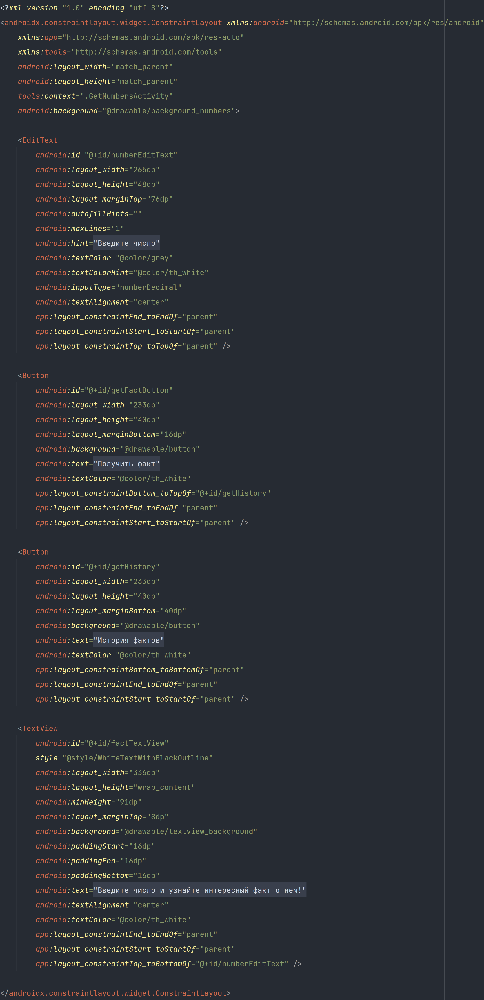 <?xml version="1.0" encoding="utf-8"?>
<androidx.constraintlayout.widget.ConstraintLayout xmlns:android="http://schemas.android.com/apk/res/android"
    xmlns:app="http://schemas.android.com/apk/res-auto"
    xmlns:tools="http://schemas.android.com/tools"
    android:layout_width="match_parent"
    android:layout_height="match_parent"
    tools:context=".GetNumbersActivity"
    android:background="@drawable/background_numbers">

    <EditText
        android:id="@+id/numberEditText"
        android:layout_width="265dp"
        android:layout_height="48dp"
        android:layout_marginTop="76dp"
        android:autofillHints=""
        android:maxLines="1"
        android:hint="Введите число"
        android:textColor="@color/grey"
        android:textColorHint="@color/th_white"
        android:inputType="numberDecimal"
        android:textAlignment="center"
        app:layout_constraintEnd_toEndOf="parent"
        app:layout_constraintStart_toStartOf="parent"
        app:layout_constraintTop_toTopOf="parent" />

    <Button
        android:id="@+id/getFactButton"
        android:layout_width="233dp"
        android:layout_height="40dp"
        android:layout_marginBottom="16dp"
        android:background="@drawable/button"
        android:text="Получить факт"
        android:textColor="@color/th_white"
        app:layout_constraintBottom_toTopOf="@+id/getHistory"
        app:layout_constraintEnd_toEndOf="parent"
        app:layout_constraintStart_toStartOf="parent" />

    <Button
        android:id="@+id/getHistory"
        android:layout_width="233dp"
        android:layout_height="40dp"
        android:layout_marginBottom="40dp"
        android:background="@drawable/button"
        android:text="История фактов"
        android:textColor="@color/th_white"
        app:layout_constraintBottom_toBottomOf="parent"
        app:layout_constraintEnd_toEndOf="parent"
        app:layout_constraintStart_toStartOf="parent" />

    <TextView
        android:id="@+id/factTextView"
        style="@style/WhiteTextWithBlackOutline"
        android:layout_width="336dp"
        android:layout_height="wrap_content"
        android:minHeight="91dp"
        android:layout_marginTop="8dp"
        android:background="@drawable/textview_background"
        android:paddingStart="16dp"
        android:paddingEnd="16dp"
        android:paddingBottom="16dp"
        android:text="Введите число и узнайте интересный факт о нем!"
        android:textAlignment="center"
        android:textColor="@color/th_white"
        app:layout_constraintEnd_toEndOf="parent"
        app:layout_constraintStart_toStartOf="parent"
        app:layout_constraintTop_toBottomOf="@+id/numberEditText" />

</androidx.constraintlayout.widget.ConstraintLayout>